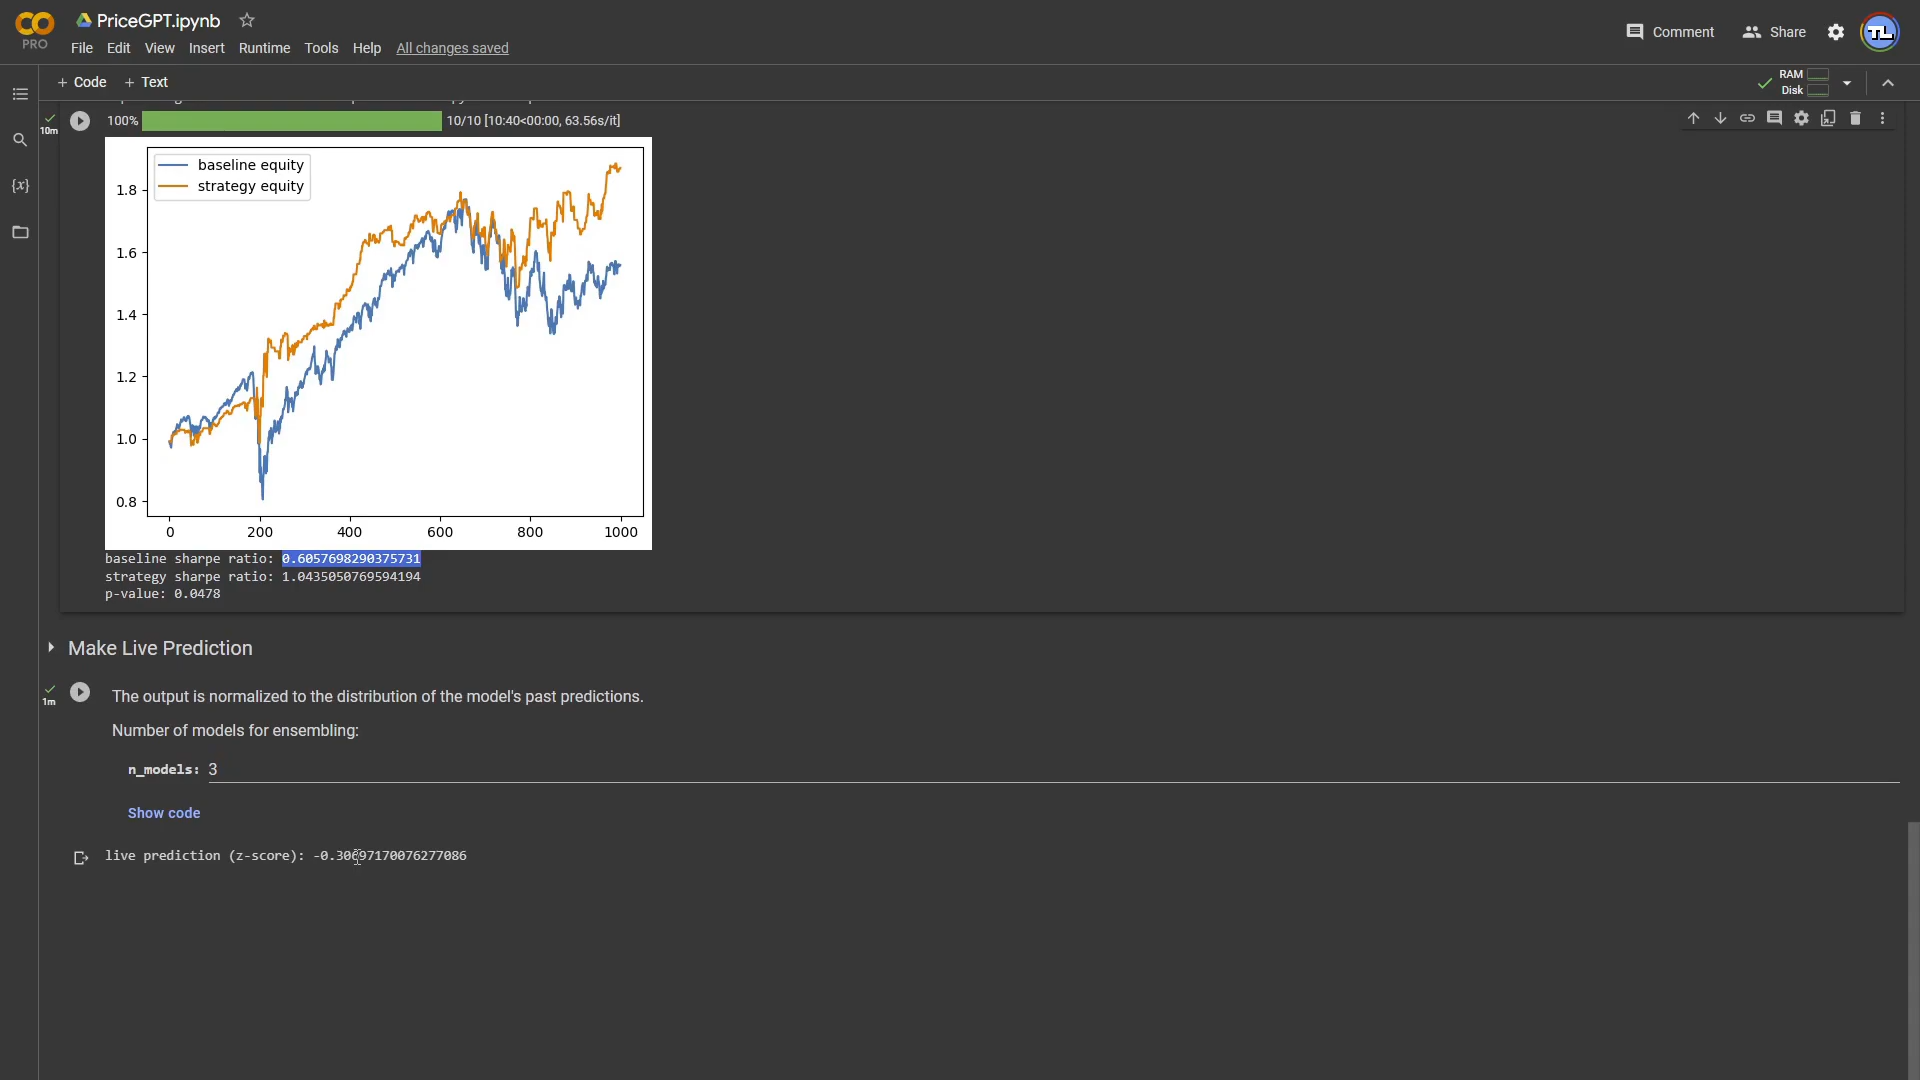 PriceGPT.ipynb
PRO
File Edit View Insert Runtime Tools Help All changes saved
Comment Share TL
+ Code + Text
RAM
Disk
{x}
10m
100% 10/10 [10:40<00:00, 63.56s/it]
baseline equity
strategy equity
1.8
1.6
1.4
1.2
1.0
0.8
0 200 400 600 800 1000
baseline sharpe ratio: 0.6057698290375731
strategy sharpe ratio: 1.0435050769594194
p-value: 0.0478
Make Live Prediction
1m
The output is normalized to the distribution of the model's past predictions.
Number of models for ensembling:
n_models: 3
Show code
live prediction (z-score): -0.30697170076277086